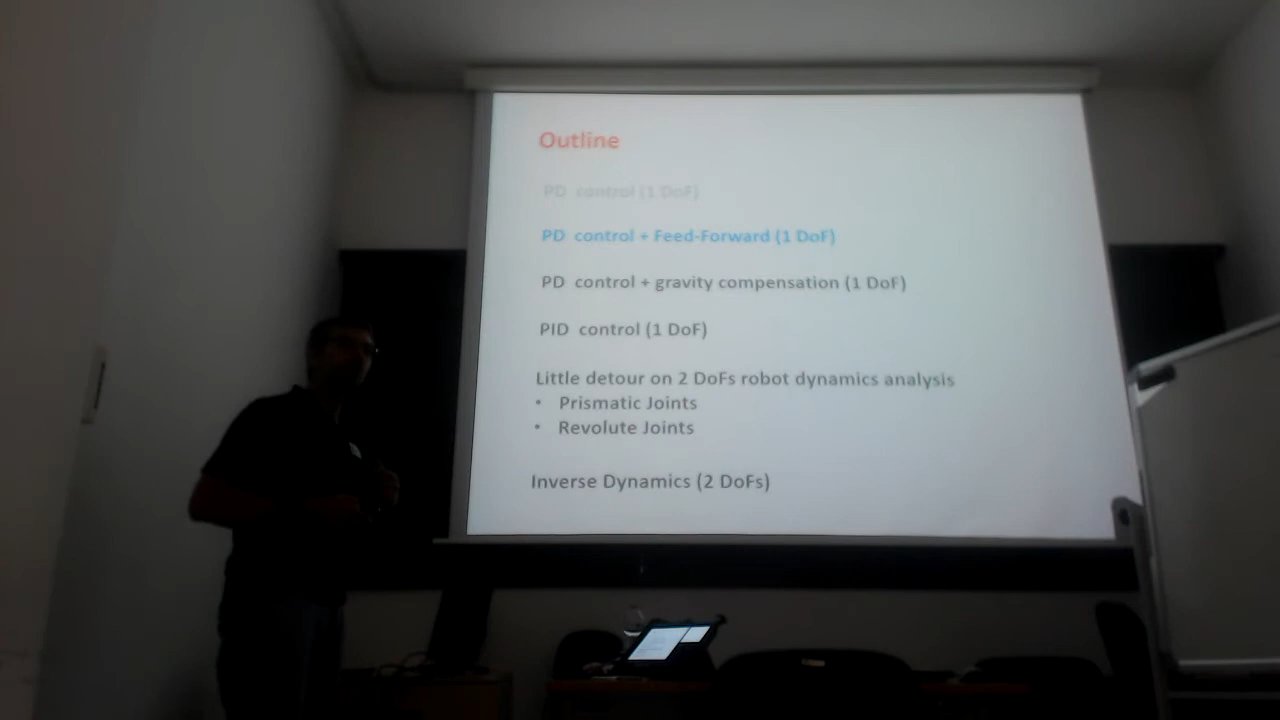 Outline
PD control (1 DoF)
PD control + Feed-Forward (1 DoF)
PD control + gravity compensation (1 DoF)
PID control (1 DoF)
Little detour on 2 DoFs robot dynamics analysis
• Prismatic Joints
• Revolute Joints
Inverse Dynamics (2 DoFs)